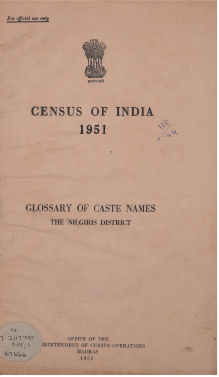 For official use only
CENSUS OF INDIA
1951
GLOSSARY OF CASTE NAMES
THE NILGIRIS DISTRICT
OFFICE OF THE
SUPERINTENDENT OF CENSUS OPERATIONS
MADRAS
1951